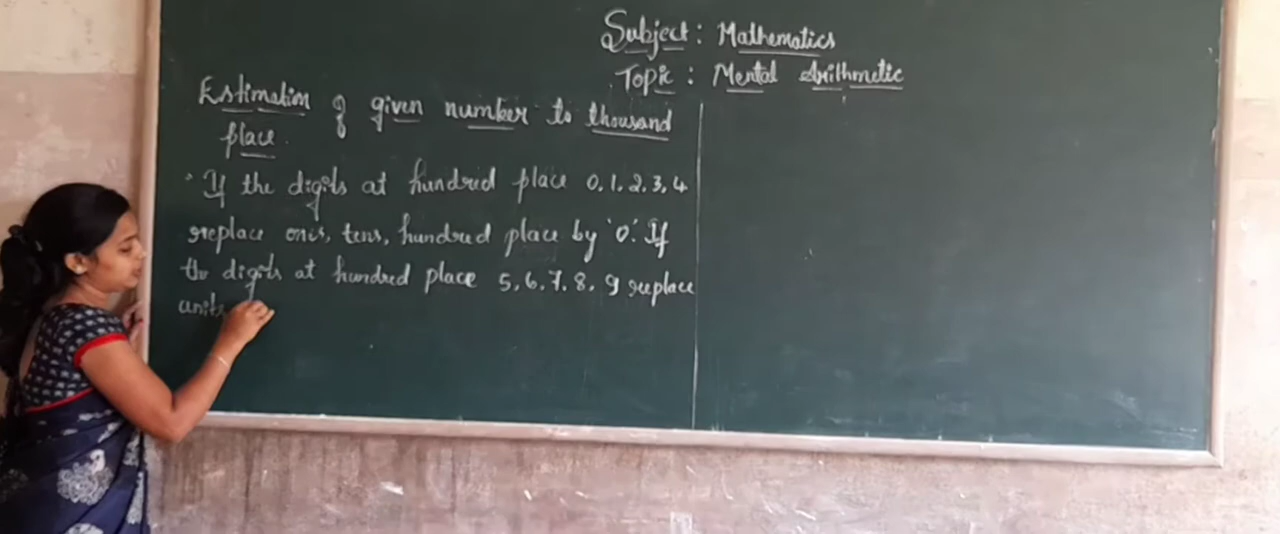 Subject: Mathematics
Topic: Mental Arithmetic
Estimation of given number to thousand
place.
If the digits at hundred place 0,1,2,3,4
replace ones, tens, hundred place by '0'. If
the digits at hundred place 5,6,7,8,9 replace
units